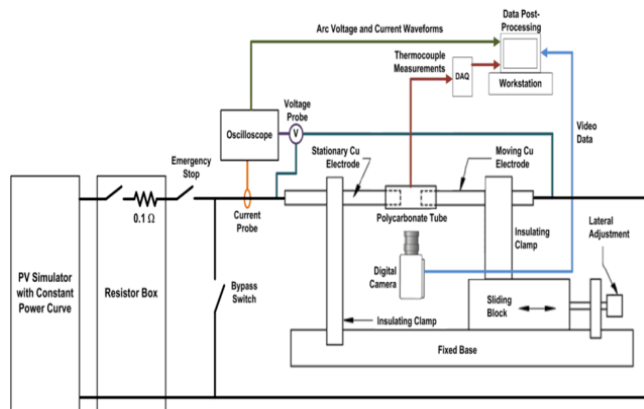 Arc Voltage and Current Waveforms
Data Post-
Processing
Thermocouple
Measurements
DAQ
Workstation
Voltage
Probe
V
Oscilloscope
Video
Data
Emergency
Stop
Stationary Cu
Electrode
Moving Cu
Electrode
0.1 Ω
Current
Probe
Polycarbonate Tube
Insulating
Clamp
Lateral
Adjustment
PV Simulator
with Constant
Power Curve
Resistor Box
Bypass
Switch
Digital
Camera
Sliding
Block
Insulating Clamp
Fixed Base